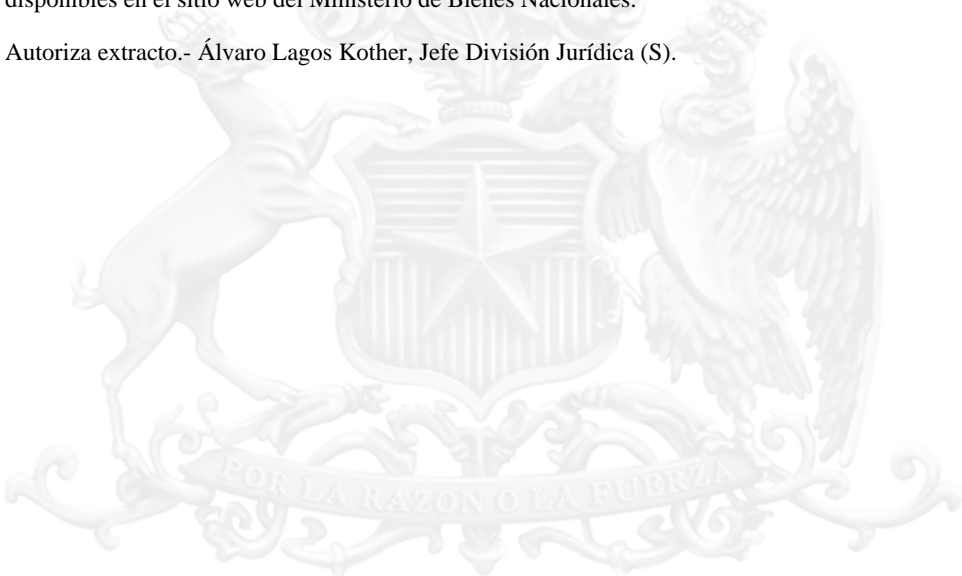 disponibles en el sitio web del Ministerio de Bienes Nacionales.
Autoriza extracto.- Álvaro Lagos Kother, Jefe División Jurídica (S).
POR LA RAZON O LA FUERZA